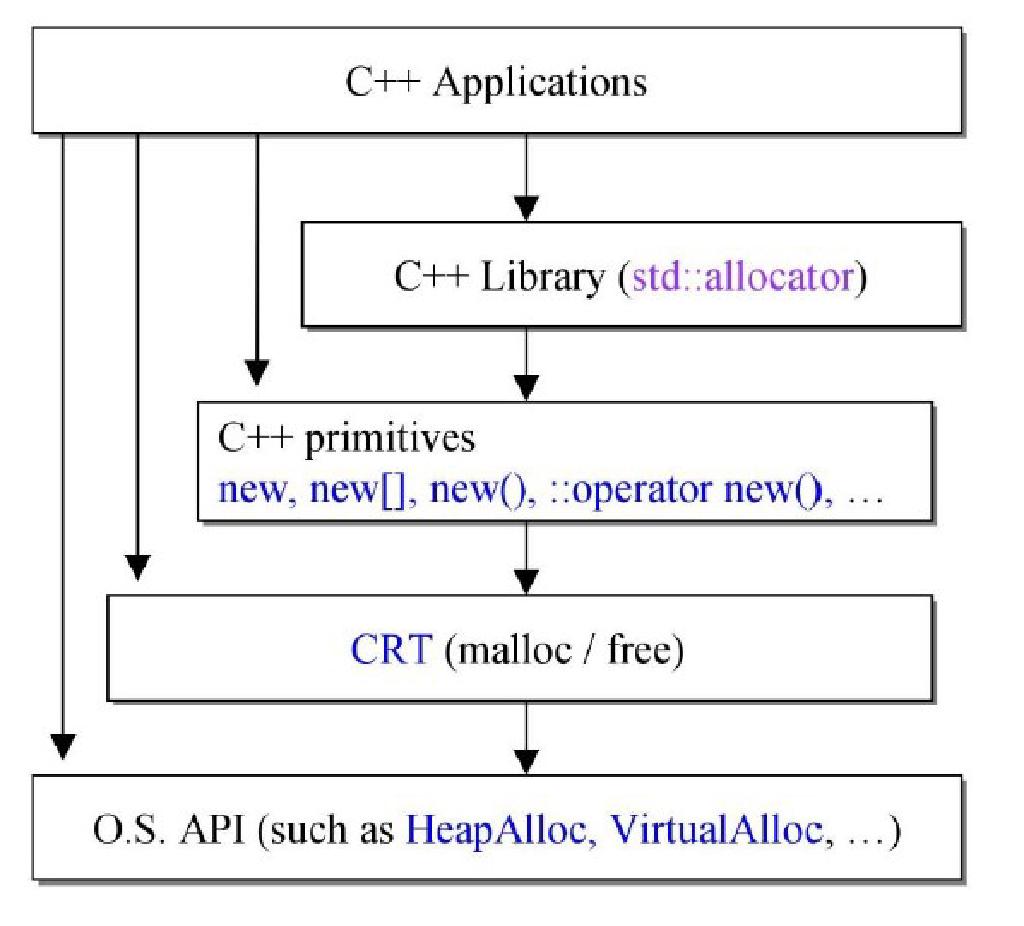 C++ Applications
C++ Library (std::allocator)
C++ primitives
new, new[], new(), ::operator new(), …
CRT (malloc / free)
O.S. API (such as HeapAlloc, VirtualAlloc, …)